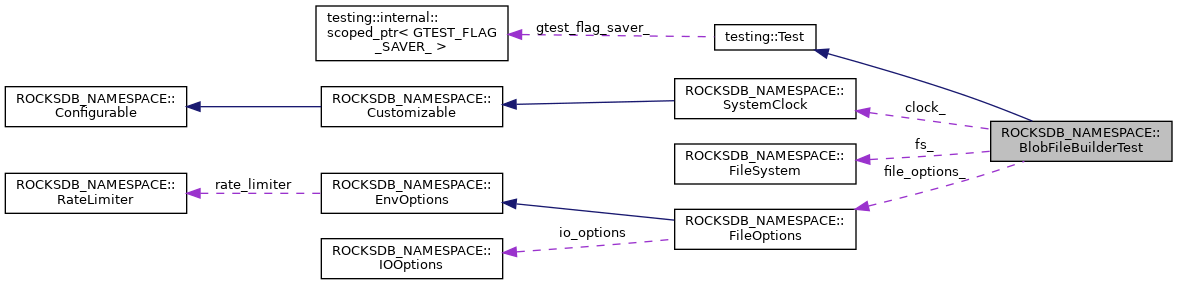 testing::internal::
scoped_ptr< GTEST_FLAG
_SAVER_ >
gtest_flag_saver_
testing::Test
ROCKSDB_NAMESPACE::
Configurable
ROCKSDB_NAMESPACE::
Customizable
ROCKSDB_NAMESPACE::
SystemClock
clock_
ROCKSDB_NAMESPACE::
BlobFileBuilderTest
fs_
ROCKSDB_NAMESPACE::
FileSystem
file_options_
ROCKSDB_NAMESPACE::
RateLimiter
rate_limiter
ROCKSDB_NAMESPACE::
EnvOptions
ROCKSDB_NAMESPACE::
FileOptions
io_options
ROCKSDB_NAMESPACE::
IOOptions